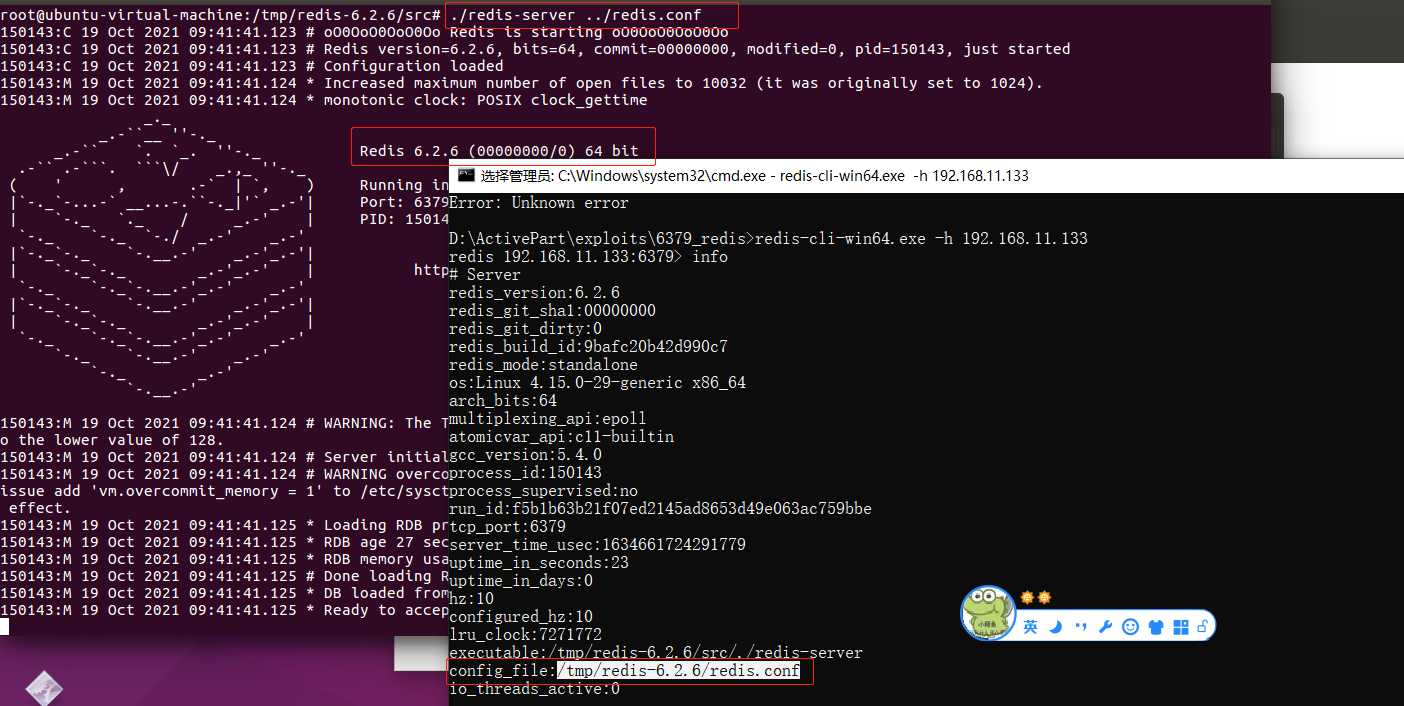 root@ubuntu-virtual-machine:/tmp/redis-6.2.6/src# ./redis-server ../redis.conf
150143:C 19 Oct 2021 09:41:41.123 # oO0OoO0OoO0Oo Redis is starting oO0OoO0OoO0Oo
150143:C 19 Oct 2021 09:41:41.123 # Redis version=6.2.6, bits=64, commit=00000000, modified=0, pid=150143, just started
150143:C 19 Oct 2021 09:41:41.123 # Configuration loaded
150143:M 19 Oct 2021 09:41:41.124 * Increased maximum number of open files to 10032 (it was originally set to 1024).
150143:M 19 Oct 2021 09:41:41.124 * monotonic clock: POSIX clock_gettime
Redis 6.2.6 (00000000/0) 64 bit
Running in
Port: 6379
PID: 15014
http
150143:M 19 Oct 2021 09:41:41.124 # WARNING: The T
o the lower value of 128.
150143:M 19 Oct 2021 09:41:41.124 # Server initial
150143:M 19 Oct 2021 09:41:41.124 # WARNING overco
issue add 'vm.overcommit_memory = 1' to /etc/sysct
effect.
150143:M 19 Oct 2021 09:41:41.125 * Loading RDB pr
150143:M 19 Oct 2021 09:41:41.125 * RDB age 27 sec
150143:M 19 Oct 2021 09:41:41.125 * RDB memory usa
150143:M 19 Oct 2021 09:41:41.125 # Done loading R
150143:M 19 Oct 2021 09:41:41.125 * DB loaded from
150143:M 19 Oct 2021 09:41:41.125 * Ready to accep
选择管理员: C:\Windows\system32\cmd.exe - redis-cli-win64.exe -h 192.168.11.133
Error: Unknown error
D:\ActivePart\exploits\6379_redis>redis-cli-win64.exe -h 192.168.11.133
redis 192.168.11.133:6379> info
# Server
redis_version:6.2.6
redis_git_sha1:00000000
redis_git_dirty:0
redis_build_id:9bafc20b42d990c7
redis_mode:standalone
os:Linux 4.15.0-29-generic x86_64
arch_bits:64
multiplexing_api:epoll
atomicvar_api:c11-builtin
gcc_version:5.4.0
process_id:150143
process_supervised:no
run_id:f5b1b63b21f07ed2145ad8653d49e063ac759bbe
tcp_port:6379
server_time_usec:1634661724291779
uptime_in_seconds:23
uptime_in_days:0
hz:10
configured_hz:10
lru_clock:7271772
executable:/tmp/redis-6.2.6/src/./redis-server
config_file:/tmp/redis-6.2.6/redis.conf
io_threads_active:0
英